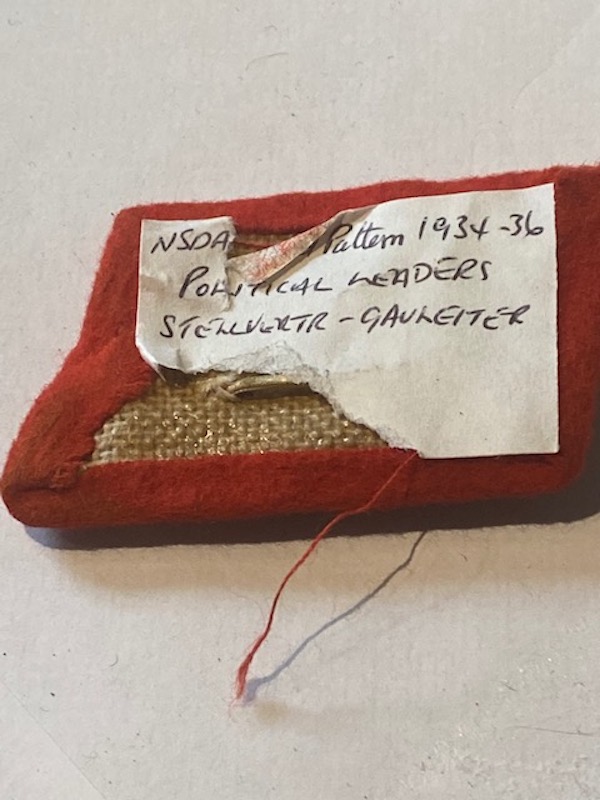 NSDA Pattern 1934-36
POLITICAL LEADERS
STELLVERTR - GAULEITER